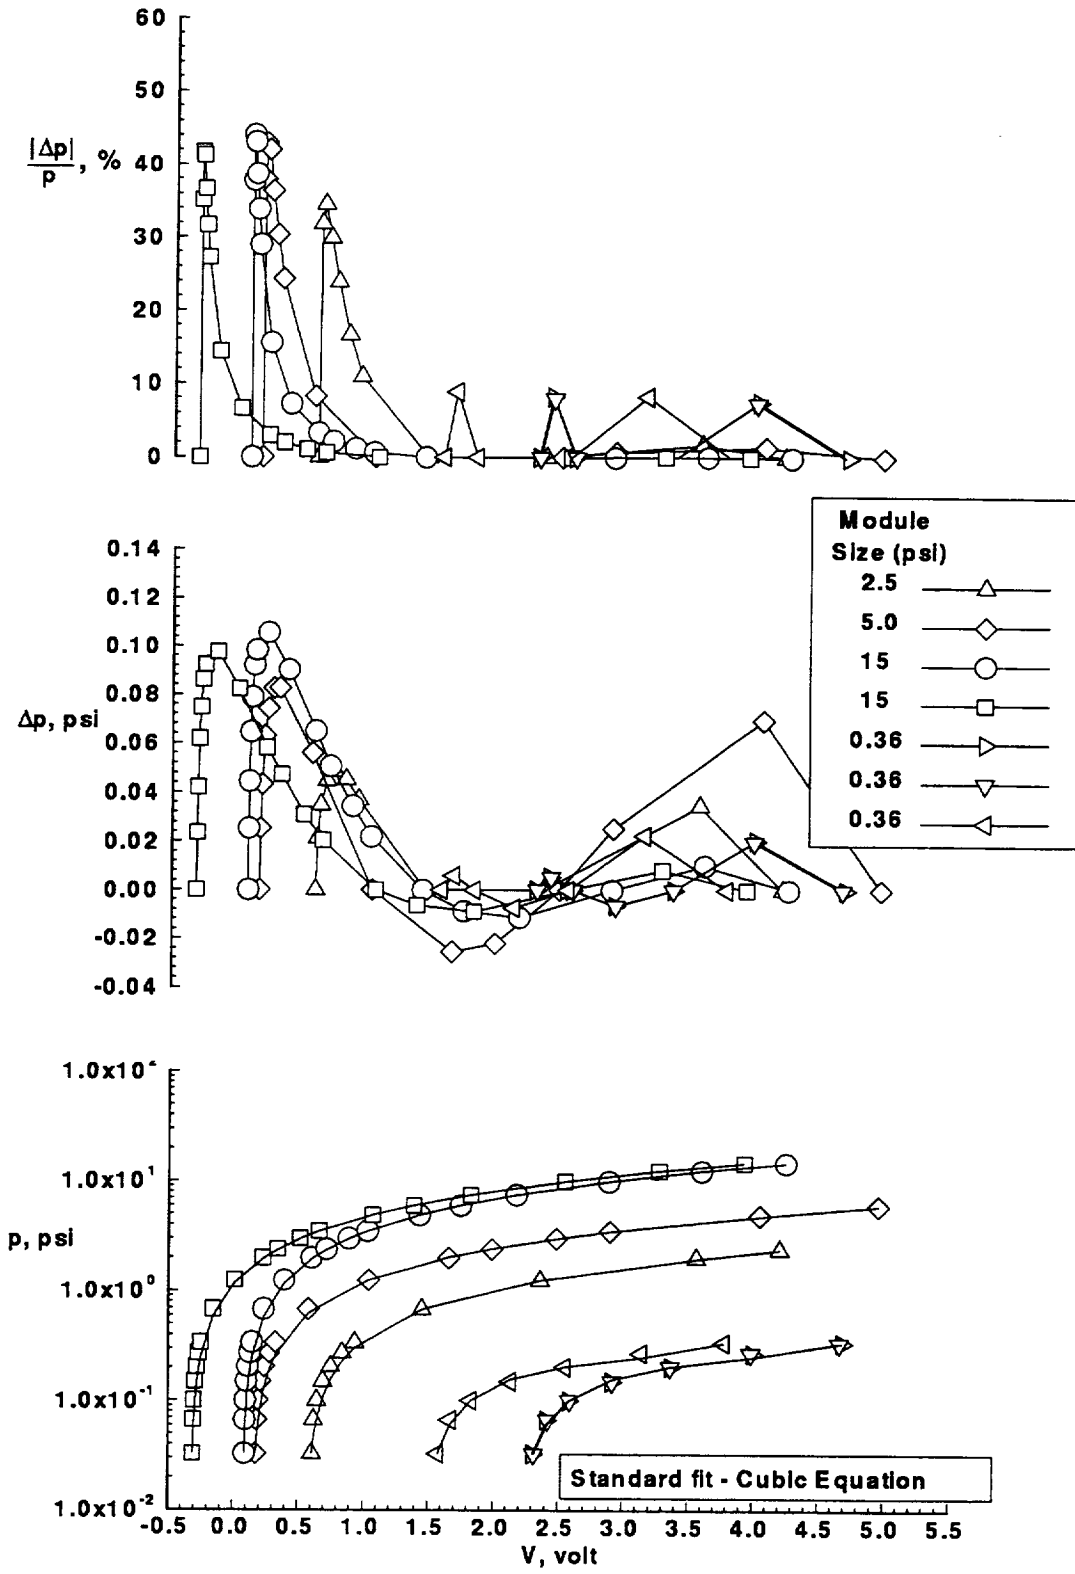 60
50
|Δp|
p , %
40
30
20
10
0
Module
Size (psi)
2.5
5.0
15
15
0.36
0.36
0.36
0.14
0.12
0.10
0.08
Δp, psi
0.06
0.04
0.02
0.00
-0.02
-0.04
1.0x10²
1.0x10¹
p, psi
1.0x10⁰
1.0x10⁻¹
1.0x10⁻²
Standard fit - Cubic Equation
-0.5 0.0 0.5 1.0 1.5 2.0 2.5 3.0 3.5 4.0 4.5 5.0 5.5
V, volt